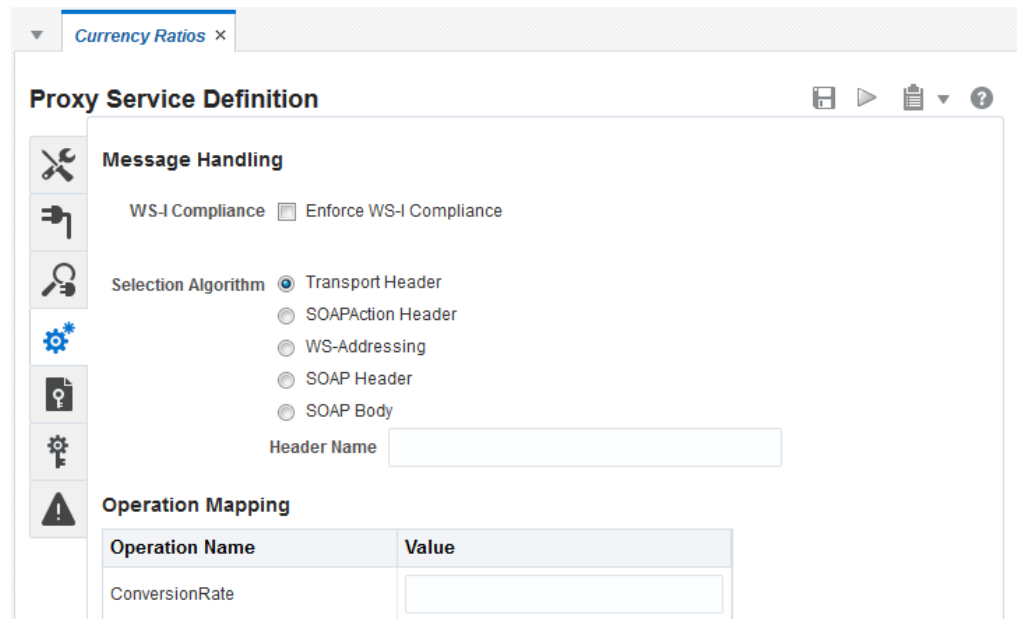 Currency Ratios ×
Proxy Service Definition
Message Handling
WS-I Compliance Enforce WS-I Compliance
Selection Algorithm Transport Header
SOAPAction Header
WS-Addressing
SOAP Header
SOAP Body
Header Name
Operation Mapping
Operation Name Value
ConversionRate